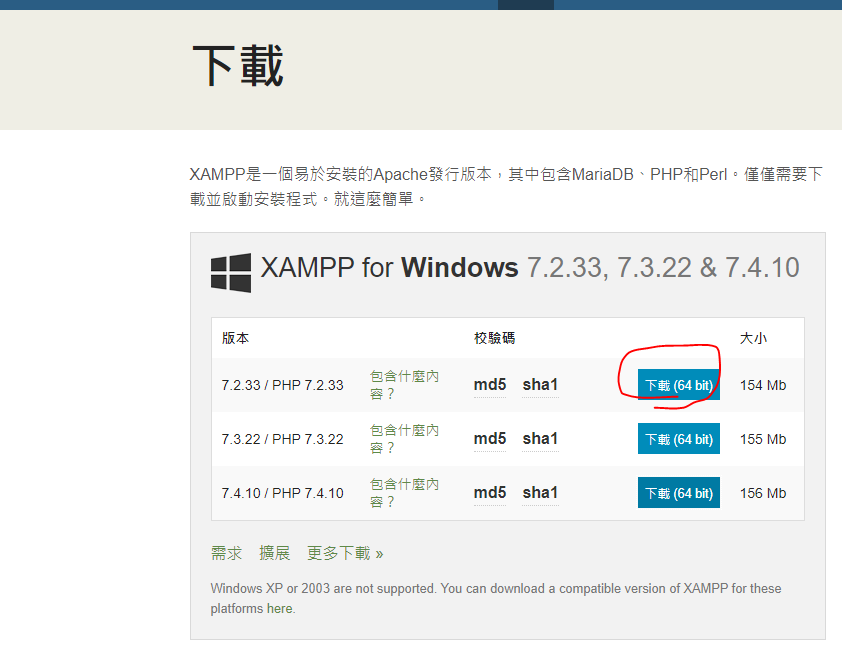 下載
XAMPP是一個易於安裝的Apache發行版本，其中包含MariaDB、PHP和Perl。僅僅需要下
載並啟動安裝程式。就這麼簡單。
XAMPP for Windows 7.2.33, 7.3.22 & 7.4.10
版本 校驗碼 大小
7.2.33 / PHP 7.2.33 包含什麼內 md5 sha1 下載 (64 bit) 154 Mb
容？
7.3.22 / PHP 7.3.22 包含什麼內 md5 sha1 下載 (64 bit) 155 Mb
容？
7.4.10 / PHP 7.4.10 包含什麼內 md5 sha1 下載 (64 bit) 156 Mb
容？
需求 擴展 更多下載 »
Windows XP or 2003 are not supported. You can download a compatible version of XAMPP for these
platforms here.